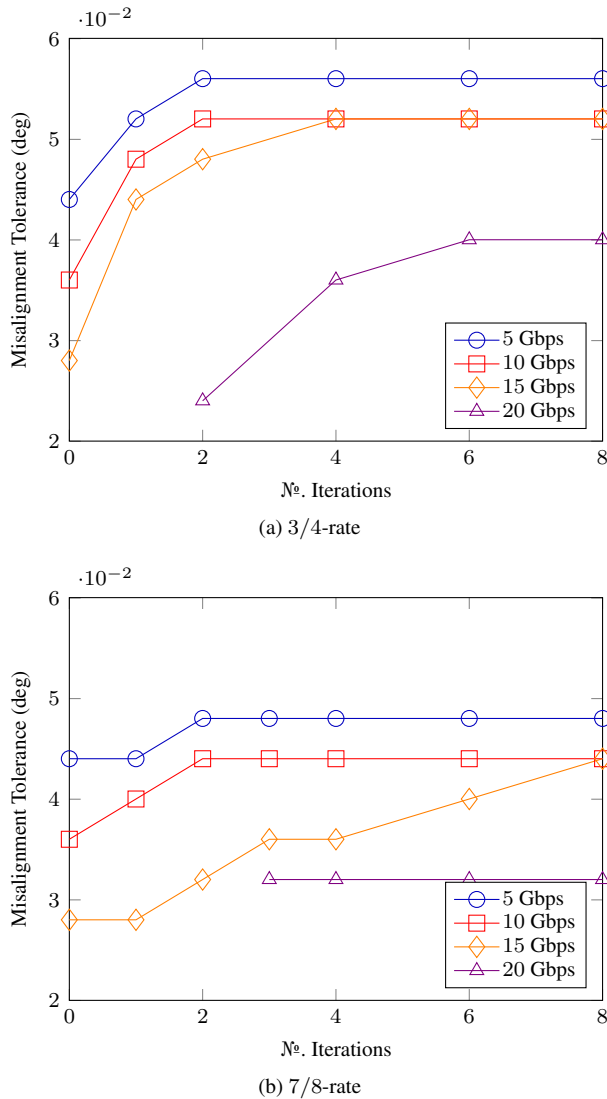 ·10−2
6
5
4
3
2
Misalignment Tolerance (deg)
5 Gbps
10 Gbps
15 Gbps
20 Gbps
0 2 4 6 8
№. Iterations
(a) 3/4-rate
·10−2
6
5
4
3
2
Misalignment Tolerance (deg)
5 Gbps
10 Gbps
15 Gbps
20 Gbps
0 2 4 6 8
№. Iterations
(b) 7/8-rate